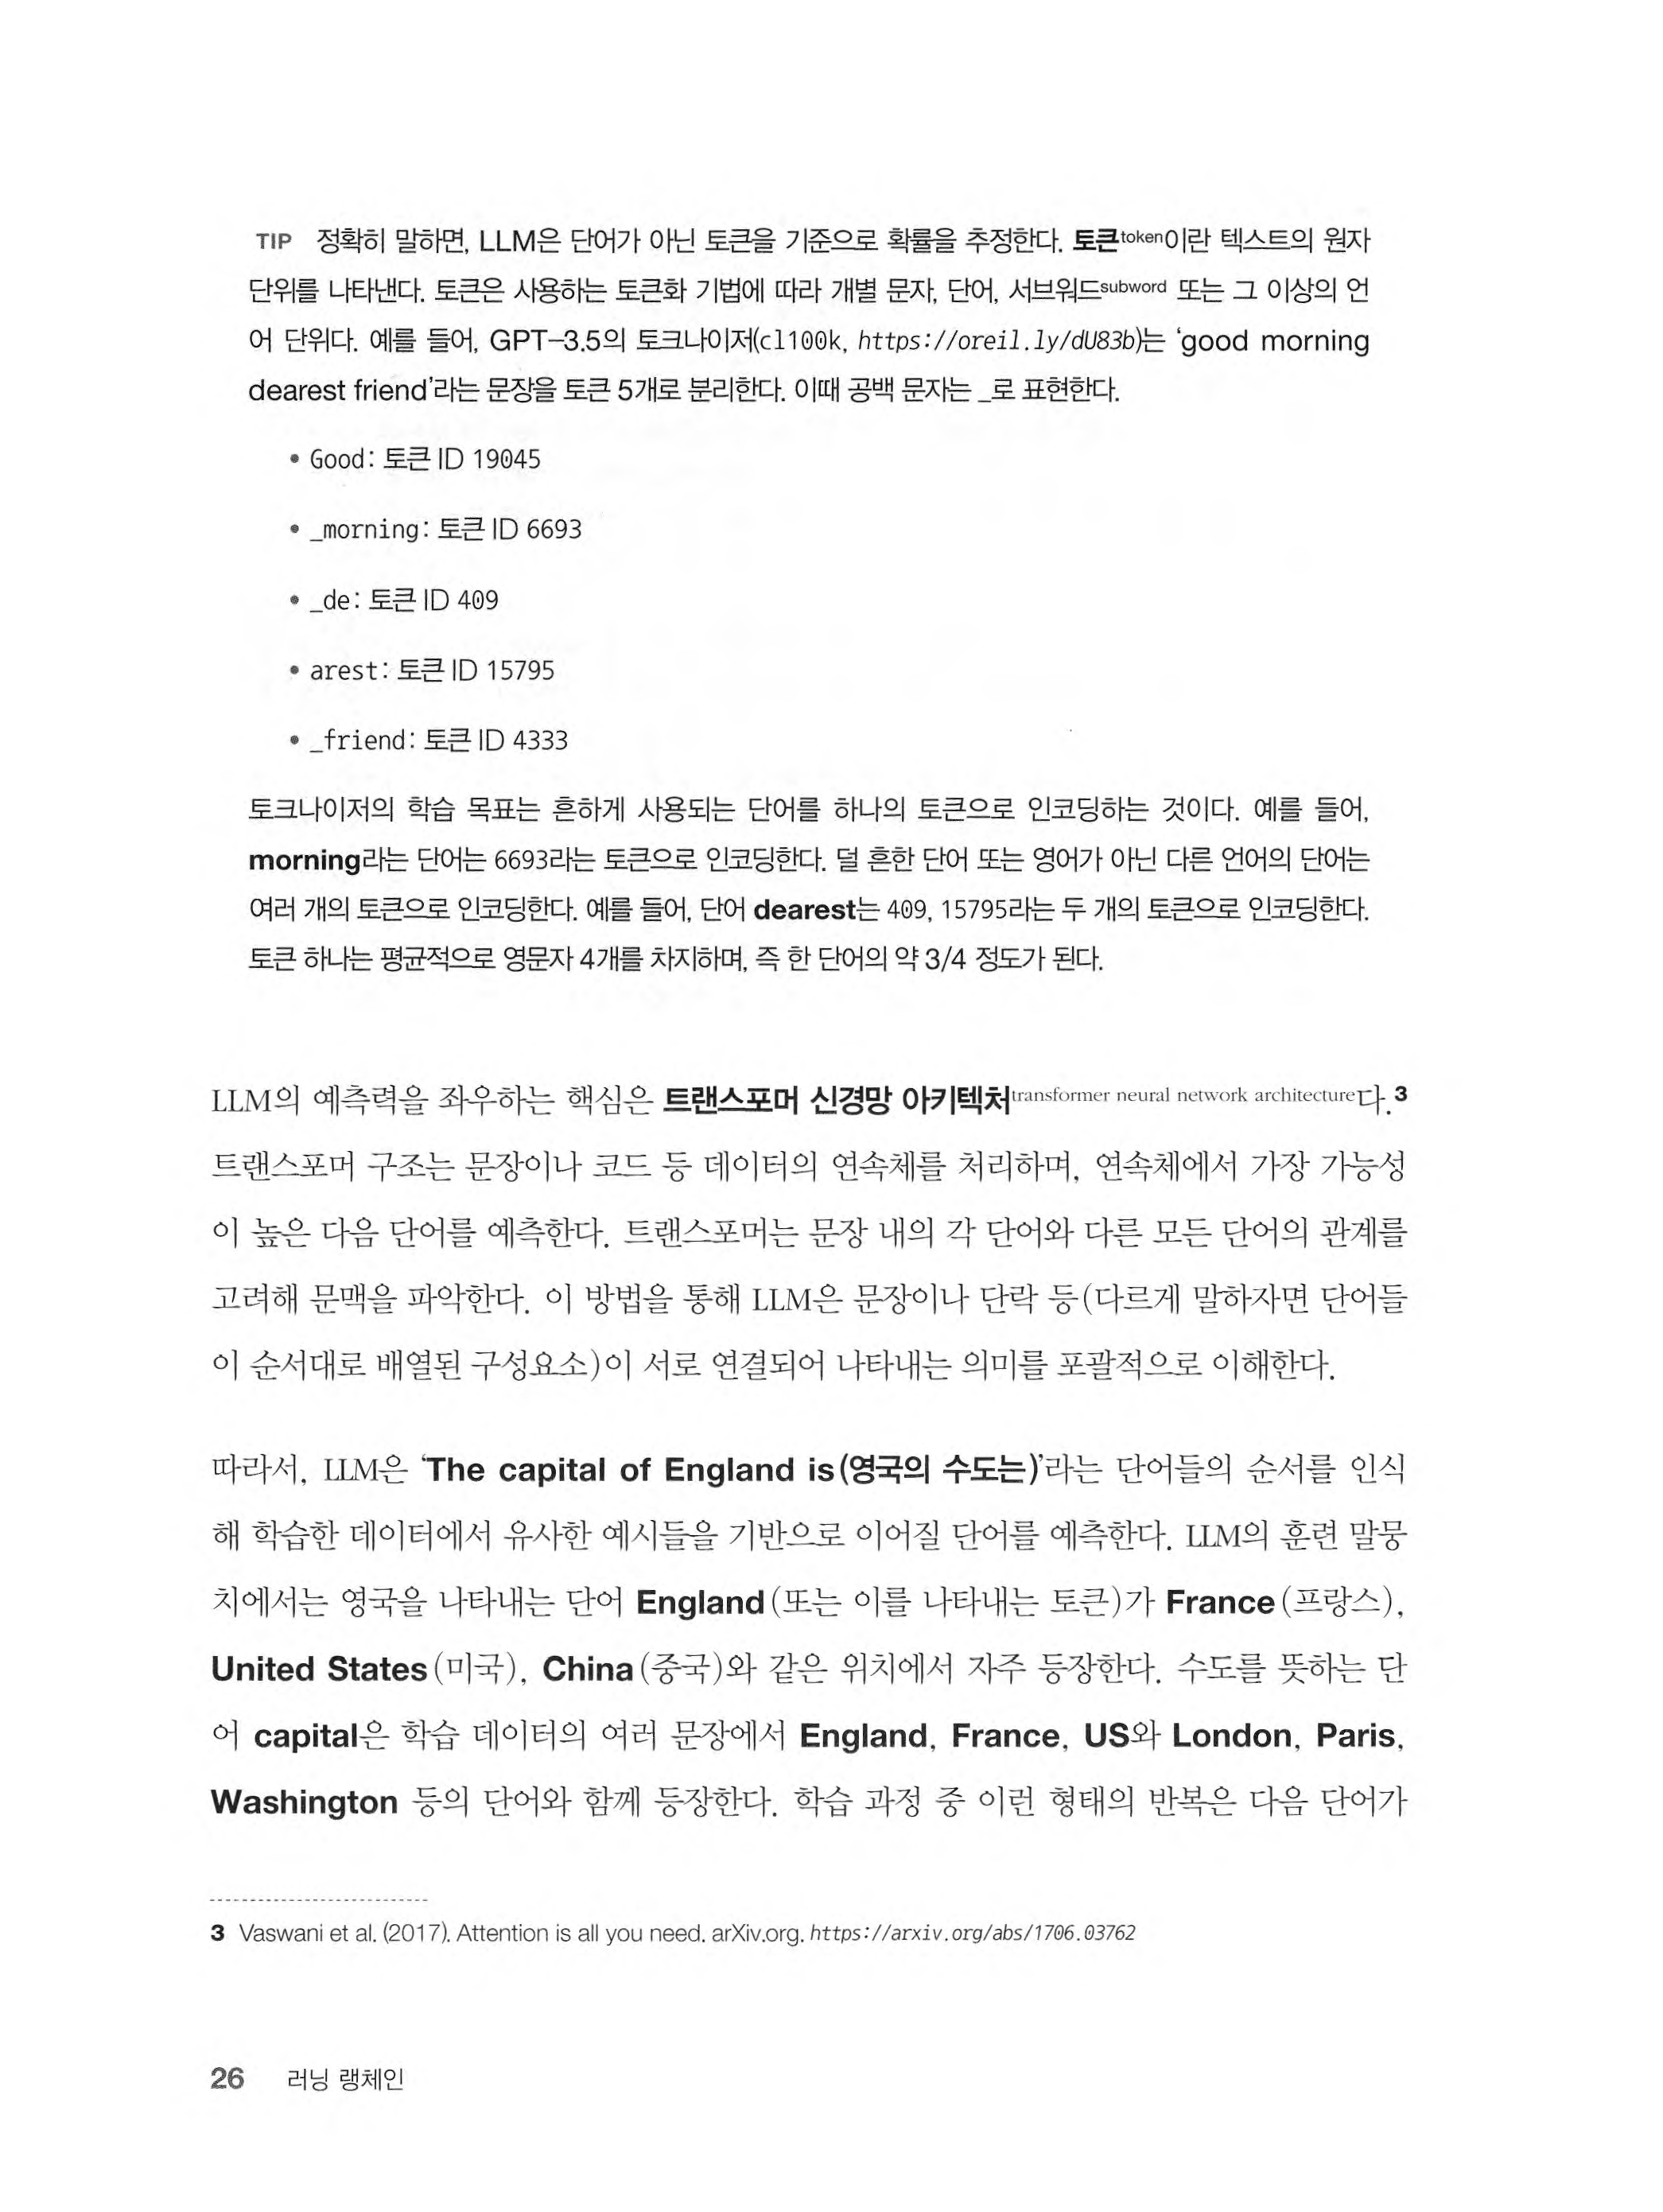 TIP 정확히 말하면, LLM은 단어가 아닌 토큰을 기준으로 확률을 추정한다. 토큰token이란 텍스트의 원자
단위를 나타낸다. 토큰은 사용하는 토큰화 기법에 따라 개별 문자, 단어, 서브워드subword 또는 그 이상의 언
어 단위다. 예를 들어, GPT-3.5의 토크나이저(cl100k, https://oreil.ly/dU83b)는 ‘good morning
dearest friend’라는 문장을 토큰 5개로 분리한다. 이때 공백 문자는 _로 표현한다.
• Good: 토큰 ID 19045
• _morning: 토큰 ID 6693
• _de: 토큰 ID 409
• arest: 토큰 ID 15795
• _friend: 토큰 ID 4333
토크나이저의 학습 목표는 흔하게 사용되는 단어를 하나의 토큰으로 인코딩하는 것이다. 예를 들어,
morning라는 단어는 6693라는 토큰으로 인코딩한다. 덜 흔한 단어 또는 영어가 아닌 다른 언어의 단어는
여러 개의 토큰으로 인코딩한다. 예를 들어, 단어 dearest는 409, 15795라는 두 개의 토큰으로 인코딩한다.
토큰 하나는 평균적으로 영문자 4개를 차지하며, 즉 한 단어의 약 3/4 정도가 된다.
LLM의 예측력을 좌우하는 핵심은 트랜스포머 신경망 아키텍처transformer neural network architecture다.3
트랜스포머 구조는 문장이나 코드 등 데이터의 연속체를 처리하며, 연속체에서 가장 가능성
이 높은 다음 단어를 예측한다. 트랜스포머는 문장 내의 각 단어와 다른 모든 단어의 관계를
고려해 문맥을 파악한다. 이 방법을 통해 LLM은 문장이나 단락 등(다르게 말하자면 단어들
이 순서대로 배열된 구성요소)이 서로 연결되어 나타내는 의미를 포괄적으로 이해한다.
따라서, LLM은 ‘The capital of England is(영국의 수도는)’라는 단어들의 순서를 인식
해 학습한 데이터에서 유사한 예시들을 기반으로 이어질 단어를 예측한다. LLM의 훈련 말뭉
치에서는 영국을 나타내는 단어 England(또는 이를 나타내는 토큰)가 France(프랑스),
United States(미국), China(중국)와 같은 위치에서 자주 등장한다. 수도를 뜻하는 단
어 capital은 학습 데이터의 여러 문장에서 England, France, US와 London, Paris,
Washington 등의 단어와 함께 등장한다. 학습 과정 중 이런 형태의 반복은 다음 단어가
3 Vaswani et al. (2017). Attention is all you need. arXiv.org. https://arxiv.org/abs/1706.03762
26 러닝 랭체인